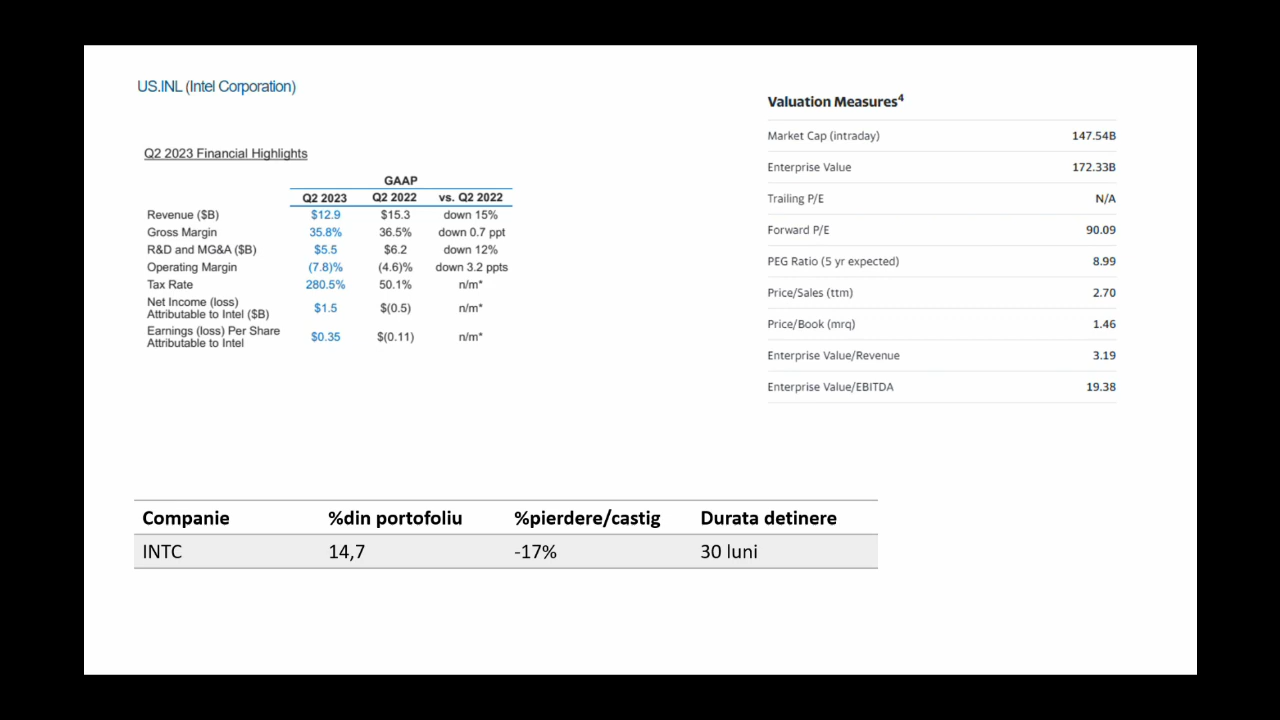 US.INL (Intel Corporation)
Q2 2023 Financial Highlights
GAAP
Q2 2023 Q2 2022 vs. Q2 2022
Revenue ($B) $12.9 $15.3 down 15%
Gross Margin 35.8% 36.5% down 0.7 ppt
R&D and MG&A ($B) $5.5 $6.2 down 12%
Operating Margin (7.8)% (4.6)% down 3.2 ppts
Tax Rate 280.5% 50.1% n/m*
Net Income (loss)
Attributable to Intel ($B) $1.5 $(0.5) n/m*
Earnings (loss) Per Share
Attributable to Intel $0.35 $(0.11) n/m*
Valuation Measures4
Market Cap (intraday) 147.54B
Enterprise Value 172.33B
Trailing P/E N/A
Forward P/E 90.09
PEG Ratio (5 yr expected) 8.99
Price/Sales (ttm) 2.70
Price/Book (mrq) 1.46
Enterprise Value/Revenue 3.19
Enterprise Value/EBITDA 19.38
Companie %din portofoliu %pierdere/castig Durata detinere
INTC 14,7 -17% 30 luni